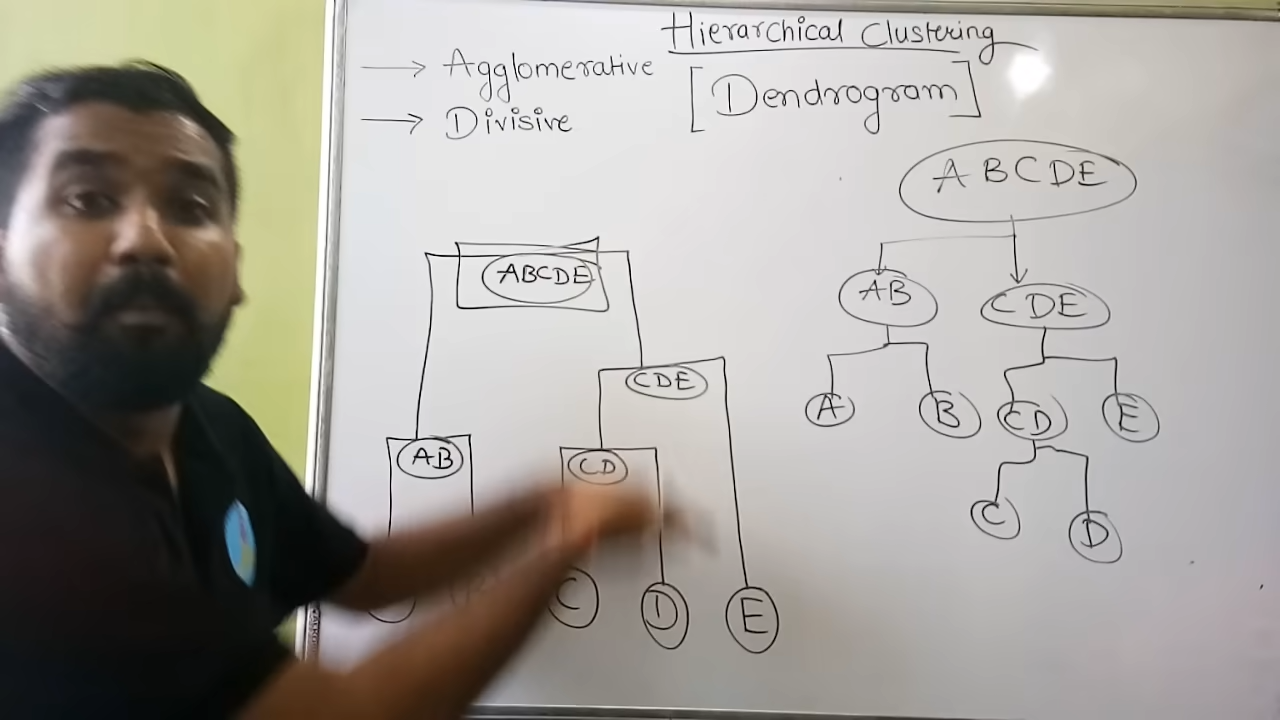 Hierarchical Clustering
→ Agglomerative
[Dendrogram]
→ Divisive
ABCDE
ABCDE
AB
CDE
CDE
A
B
CD
E
AB
CD
C
D
C
D
E